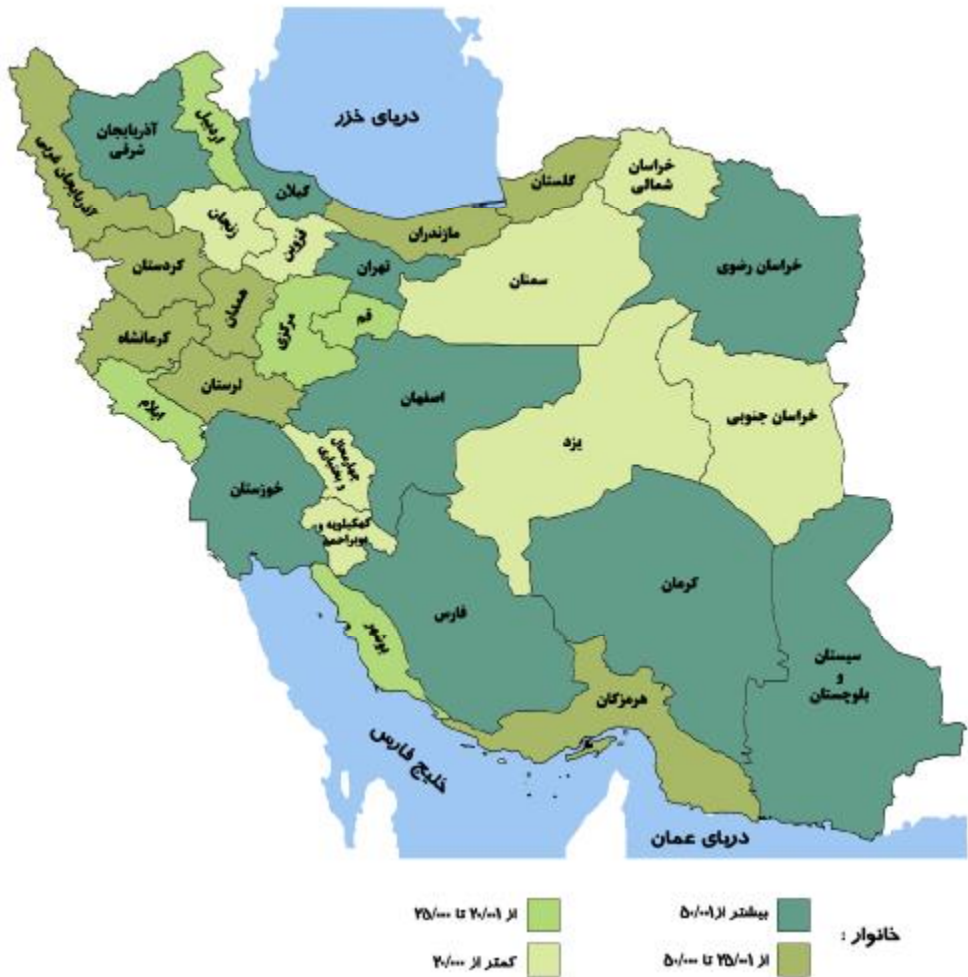 دریای خزر
آذربایجان
شرقی
اردبیل
آذربایجان غربی
گیلان
زنجان
قزوین
مازندران
گلستان
خراسان
شمالی
خراسان رضوی
سمنان
تهران
کردستان
همدان
مرکزی
قم
کرمانشاه
لرستان
ایلام
اصفهان
یزد
خراسان جنوبی
خوزستان
چهارمحال
و بختیاری
کهکیلویه و
بویراحمد
فارس
کرمان
سیستان
و
بلوچستان
بوشهر
هرمزگان
خلیج فارس
دریای عمان
خانوار :
بیشتر از ۵۰/۰۰۱
از ۲۵/۰۰۱ تا ۵۰/۰۰۰
از ۲۰/۰۰۱ تا ۲۵/۰۰۰
کمتر از ۲۰/۰۰۰